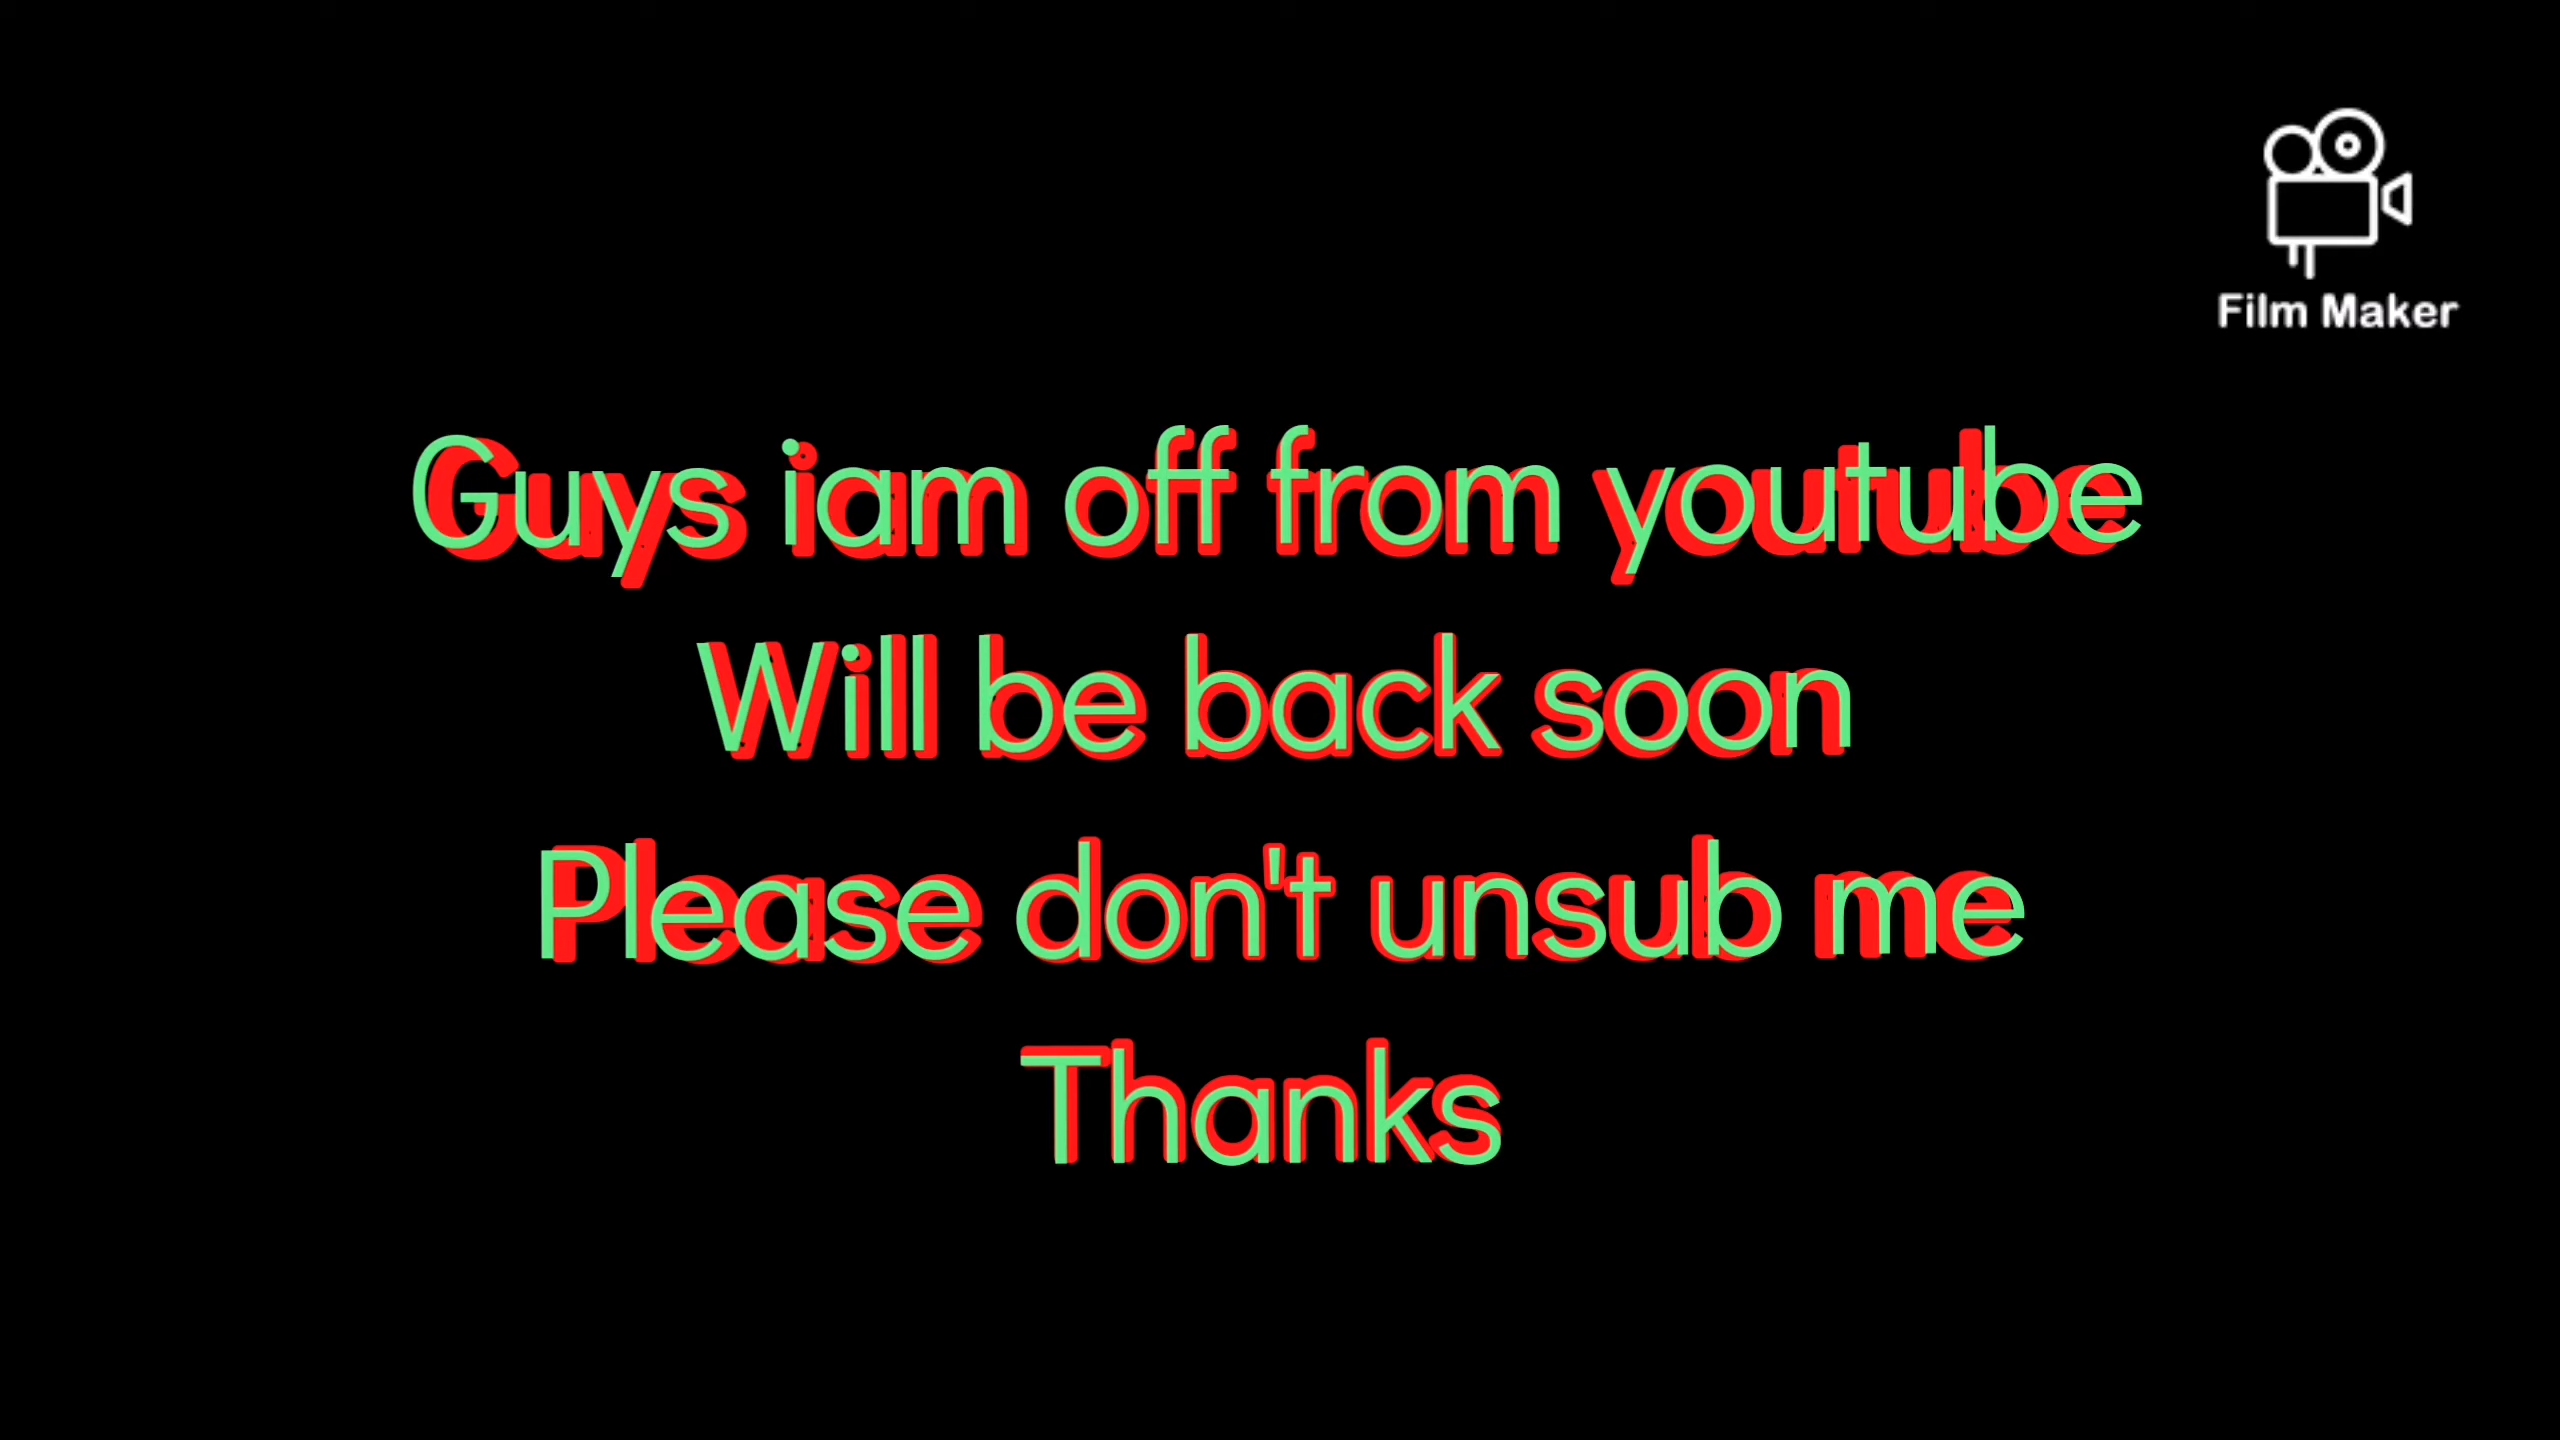 Film Maker
Guys iam off from youtube
Will be back soon
Please don't unsub me
Thanks